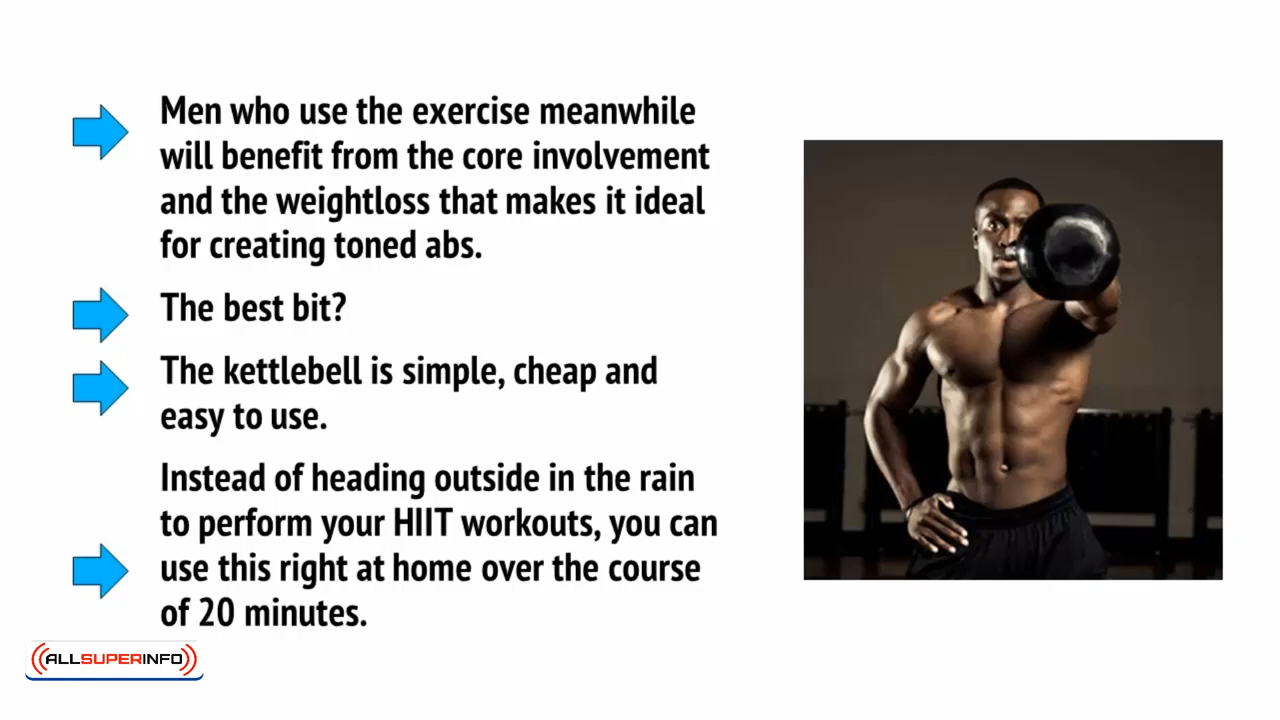 Men who use the exercise meanwhile
will benefit from the core involvement
and the weightloss that makes it ideal
for creating toned abs.
The best bit?
The kettlebell is simple, cheap and
easy to use.
Instead of heading outside in the rain
to perform your HIIT workouts, you can
use this right at home over the course
of 20 minutes.
ALLSUPERINFO